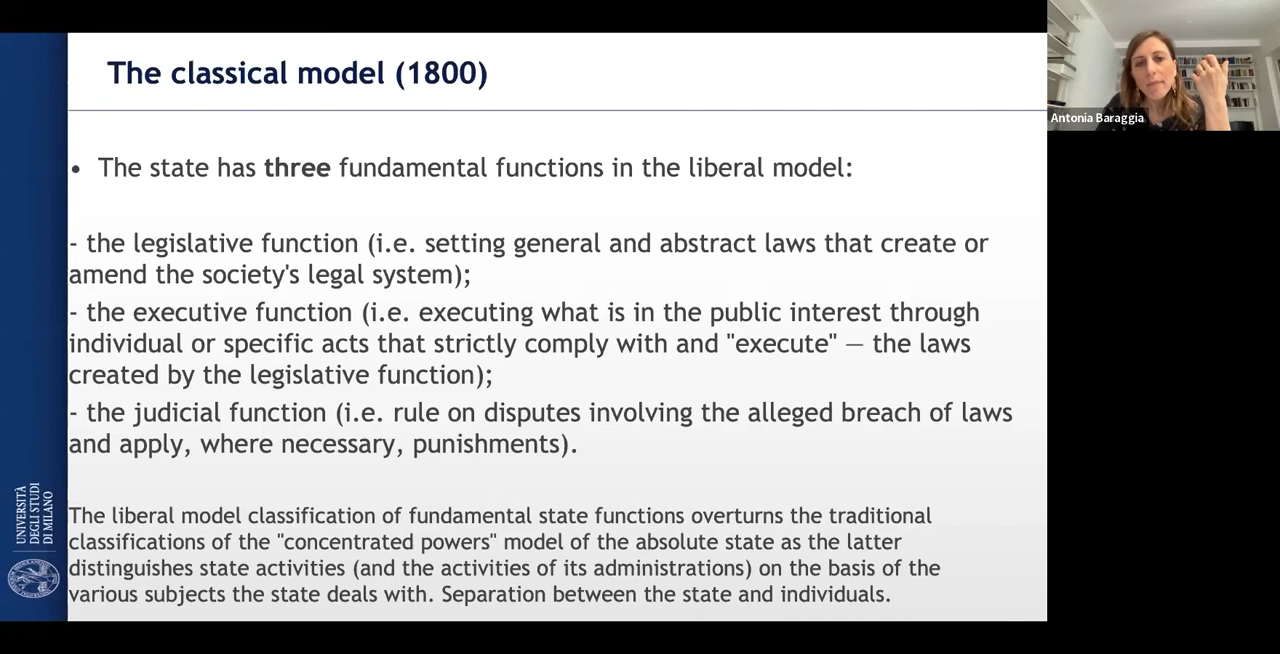 The classical model (1800)
Antonia Baraggia
• The state has three fundamental functions in the liberal model:
- the legislative function (i.e. setting general and abstract laws that create or
amend the society's legal system);
- the executive function (i.e. executing what is in the public interest through
individual or specific acts that strictly comply with and "execute" — the laws
created by the legislative function);
- the judicial function (i.e. rule on disputes involving the alleged breach of laws
and apply, where necessary, punishments).
The liberal model classification of fundamental state functions overturns the traditional
classifications of the "concentrated powers" model of the absolute state as the latter
distinguishes state activities (and the activities of its administrations) on the basis of the
various subjects the state deals with. Separation between the state and individuals.
UNIVERSITÀ
DEGLI STUDI
DI MILANO